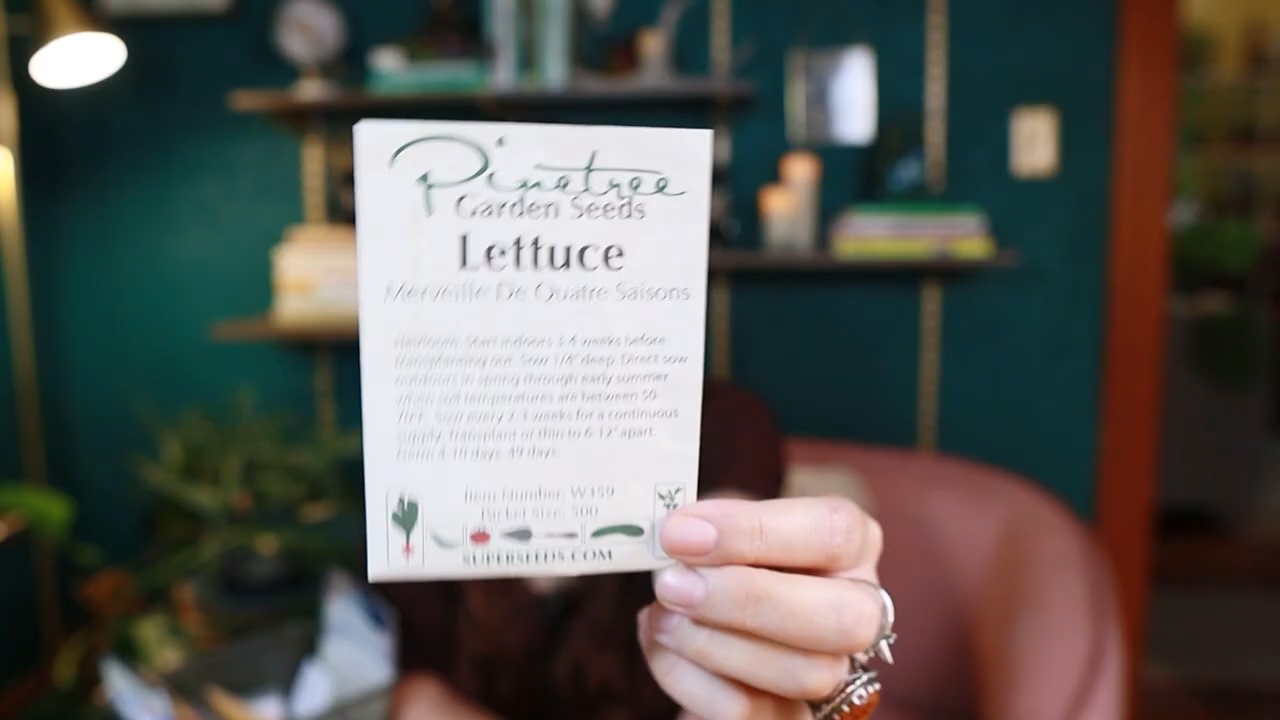 Pinetree
Garden Seeds
Lettuce
Merveille De Quatre Saisons
Heirloom. Start indoors 3-4 weeks before
transplanting out. Sow 1/8" deep. Direct sow
outdoors in spring through early summer
when soil temperatures are between 50-
Sow every 2-3 weeks for a continuous
supply. Transplant or thin to 6-12" apart.
Germ 4-10 days. 49 days.
Item Number: W359
Packet Size: 500
SUPERSEEDS.COM